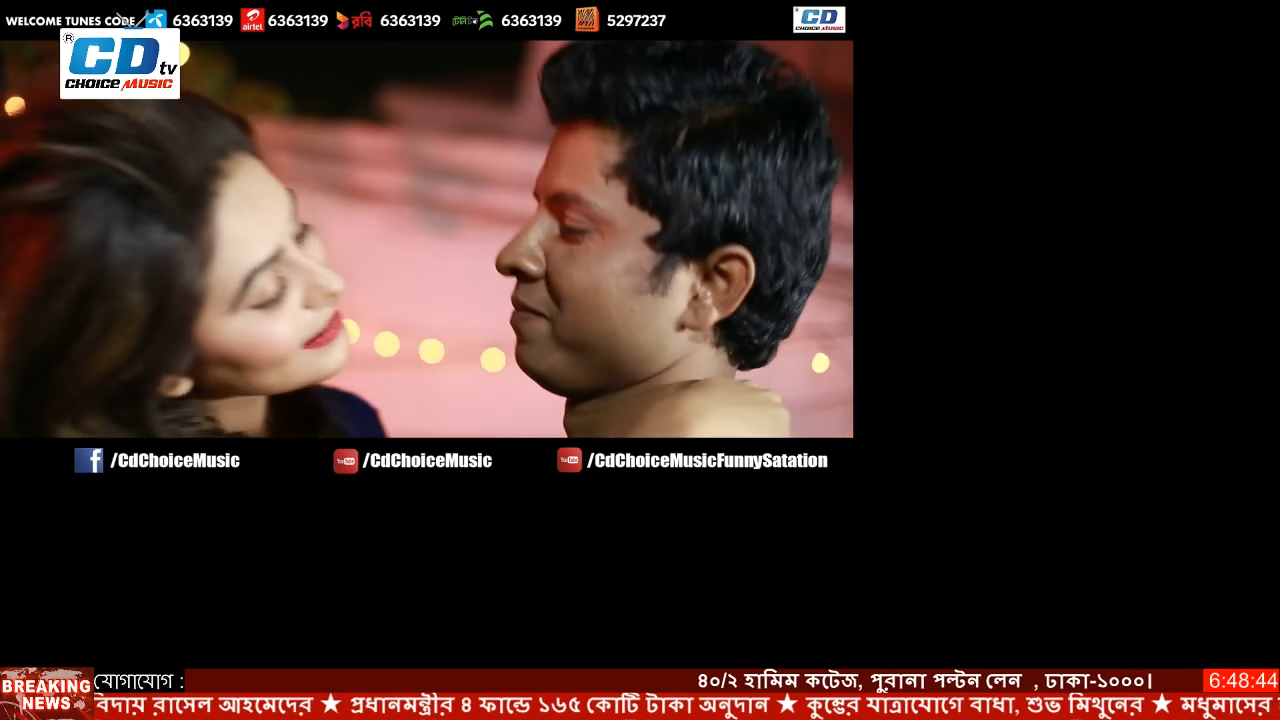 WELCOME TUNES CODE 6363139 airtel 6363139 রবি 6363139 6363139 5297237 CD CHOICE MUSIC
® CD tv
CHOICE MUSIC
f /CdChoiceMusic YouTube /CdChoiceMusic YouTube /CdChoiceMusicFunnySatation
যোগাযোগ : ৪০/২ হামিম কটেজ, পুরানা পল্টন লেন , ঢাকা-১০০০। 6:48:44
BREAKING
NEWS
বিদায় রাসেল আহমেদের ★ প্রধানমন্ত্রীর ৪ ফান্ডে ১৬৫ কোটি টাকা অনুদান ★ কুম্ভের যাত্রাযোগে বাধা, শুভ মিথুনের ★ মধুমাসের